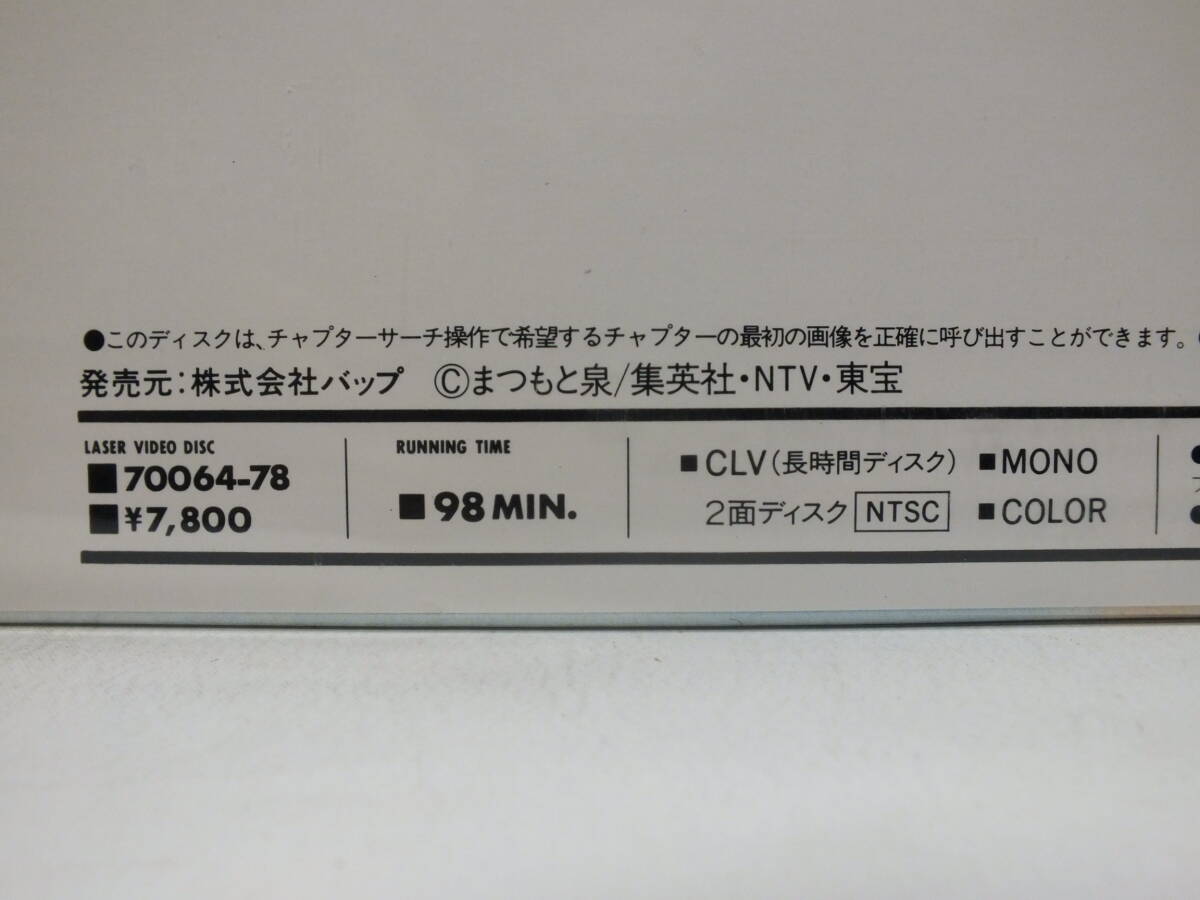 ●このディスクは、チャプターサーチ操作で希望するチャプターの最初の画像を正確に呼び出すことができます。
発売元:株式会社バップ ©まつもと泉/集英社・NTV・東宝
LASER VIDEO DISC
■70064-78
■¥7,800
RUNNING TIME
■98 MIN.
■CLV(長時間ディスク) ■MONO
2面ディスク NTSC ■COLOR